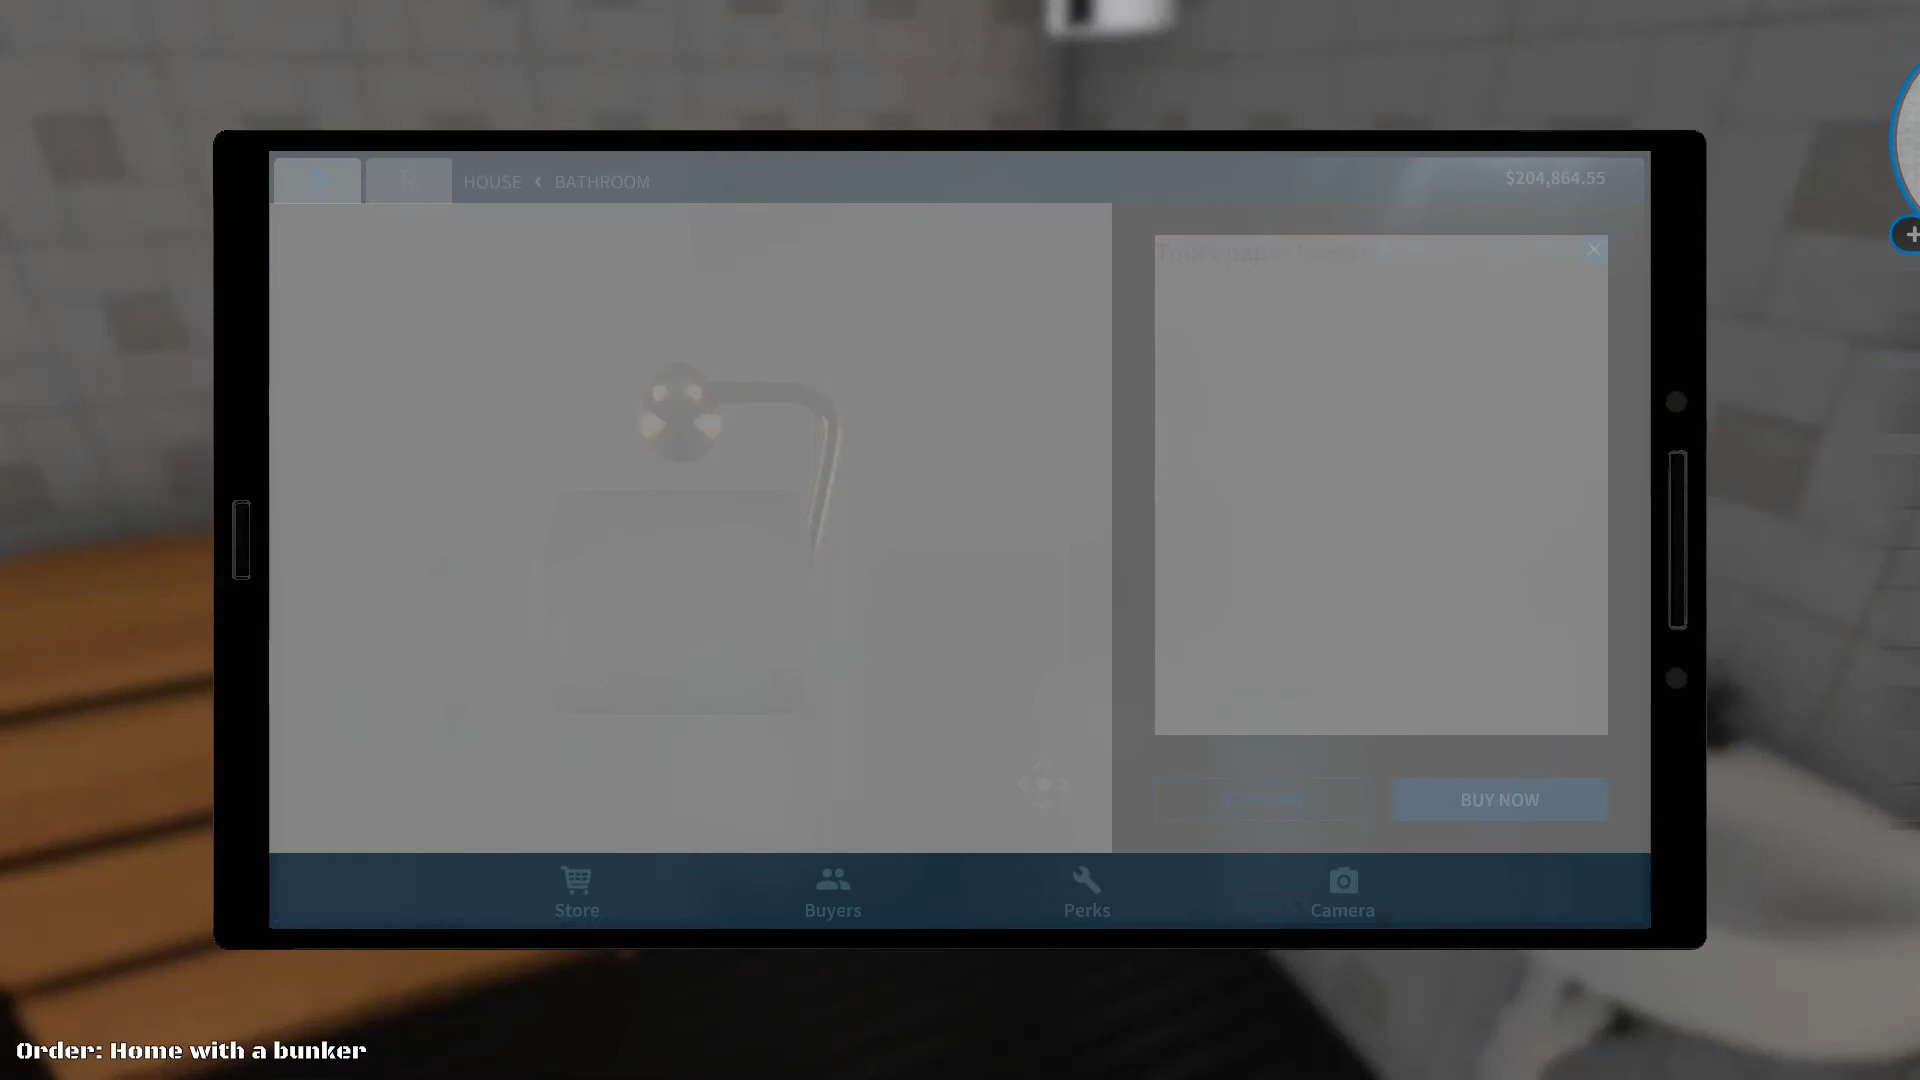 HOUSE ‹ BATHROOM
$204,864.55
BUY NOW
Store
Buyers
Perks
Camera
Order: Home with a bunker